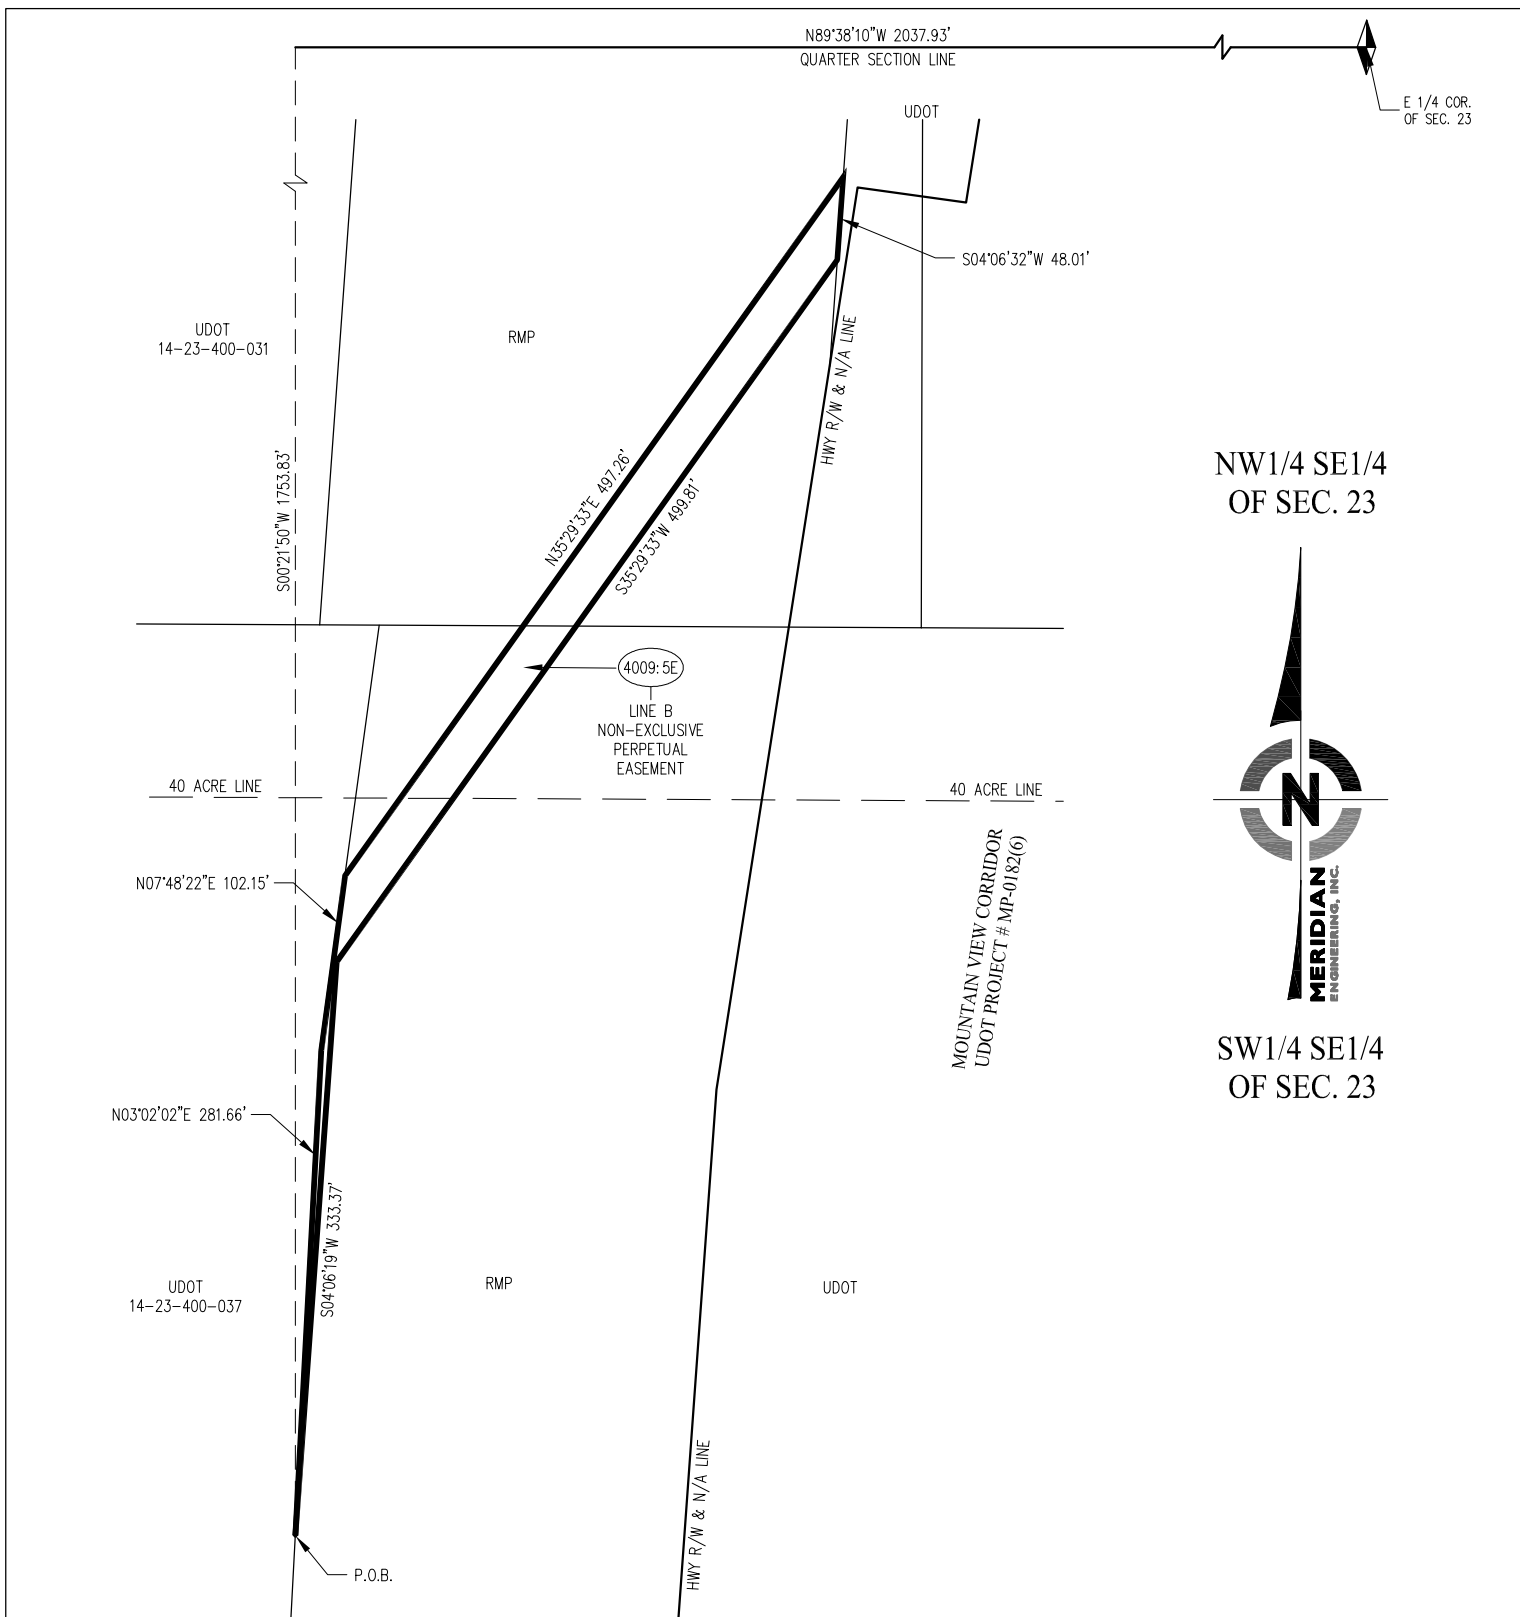 N89°38'10"W 2037.93'
QUARTER SECTION LINE
E 1/4 COR.
OF SEC. 23
UDOT
S04°06'32"W 48.01'
UDOT
14-23-400-031
RMP
HWY R/W & N/A LINE
S00°21'50"W 1753.83'
N35°29'33"E 497.26'
S35°29'33"W 499.81'
NW1/4 SE1/4
OF SEC. 23
4009:5E
LINE B
NON-EXCLUSIVE
PERPETUAL
EASEMENT
40 ACRE LINE
40 ACRE LINE
N
MERIDIAN
ENGINEERING, INC.
MOUNTAIN VIEW CORRIDOR
UDOT PROJECT # MP-0182(6)
N07°48'22"E 102.15'
SW1/4 SE1/4
OF SEC. 23
N03°02'02"E 281.66'
S04°06'19"W 333.37'
UDOT
14-23-400-037
RMP
UDOT
HWY R/W & N/A LINE
P.O.B.